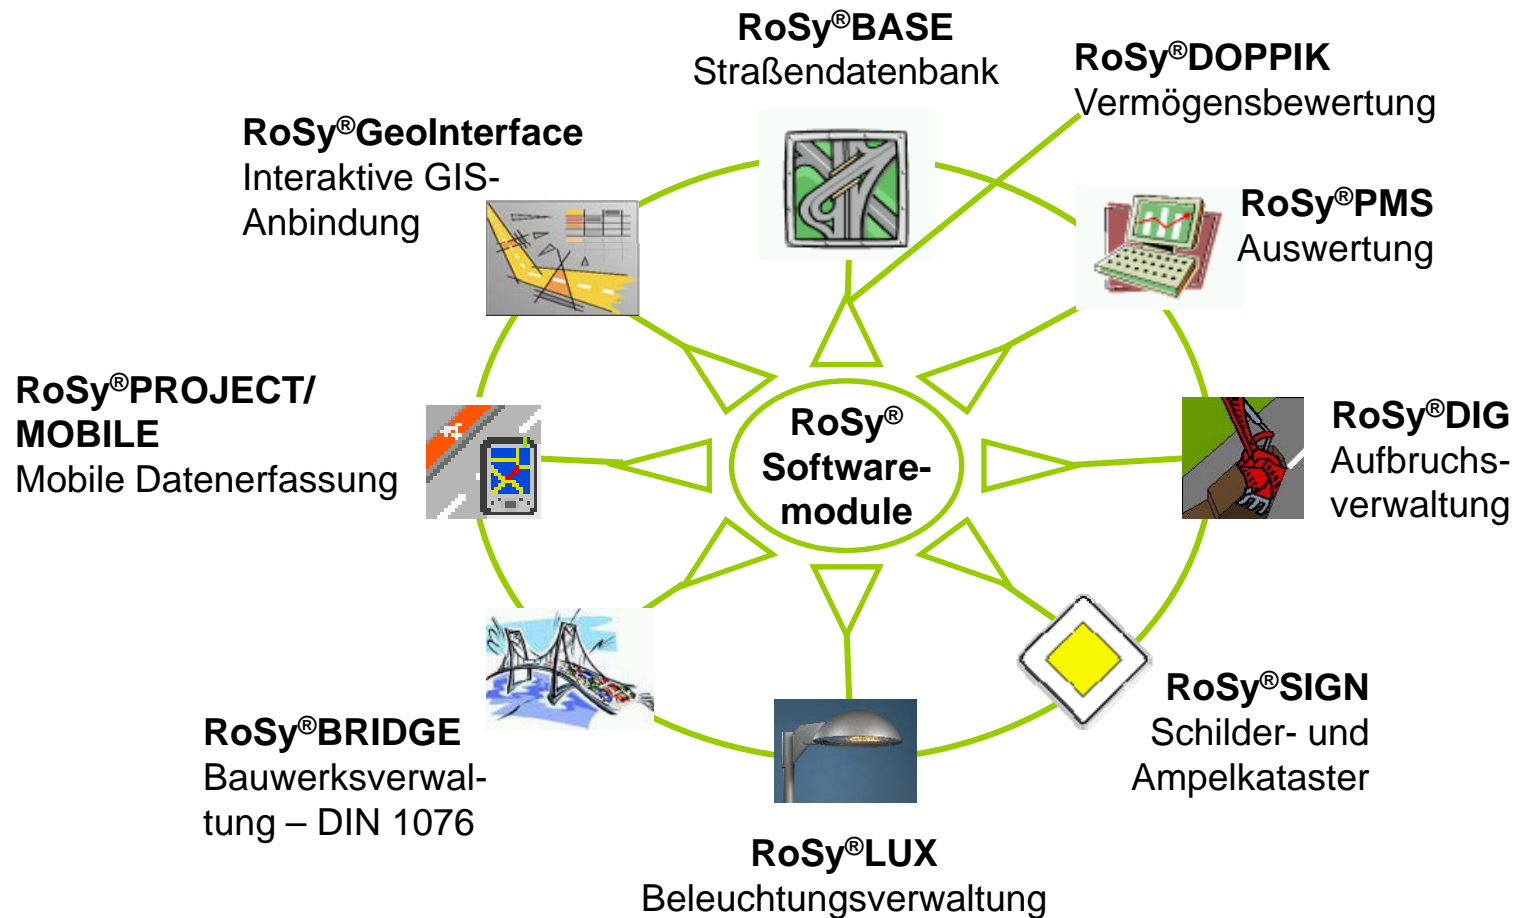 RoSy®BASE
Straßendatenbank
RoSy®DOPPIK
Vermögensbewertung
RoSy®GeoInterface
Interaktive GIS-
Anbindung
RoSy®PMS
Auswertung
RoSy®PROJECT/
MOBILE
Mobile Datenerfassung
RoSy®
Software-
module
RoSy®DIG
Aufbruchs-
verwaltung
RoSy®BRIDGE
Bauwerksverwal-
tung – DIN 1076
RoSy®SIGN
Schilder- und
Ampelkataster
RoSy®LUX
Beleuchtungsverwaltung